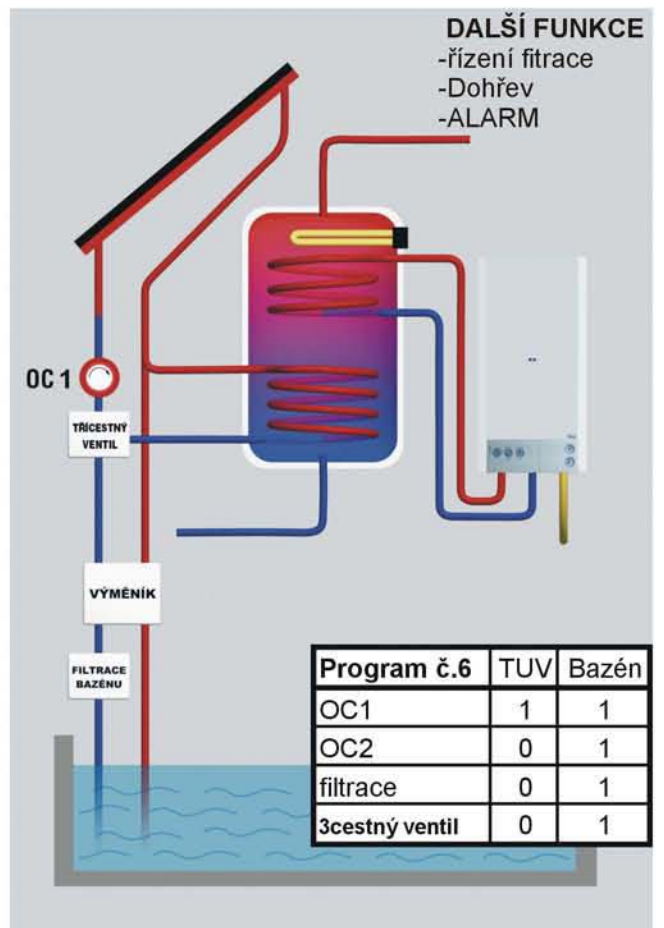 DALŠÍ FUNKCE
-řízení fitrace
-Dohřev
-ALARM
OC 1
TŘÍCESTNÝ
VENTIL
VÝMĚNÍK
FILTRACE
BAZÉNU
Program č.6 TUV Bazén
OC1 1 1
OC2 0 1
filtrace 0 1
3cestný ventil 0 1